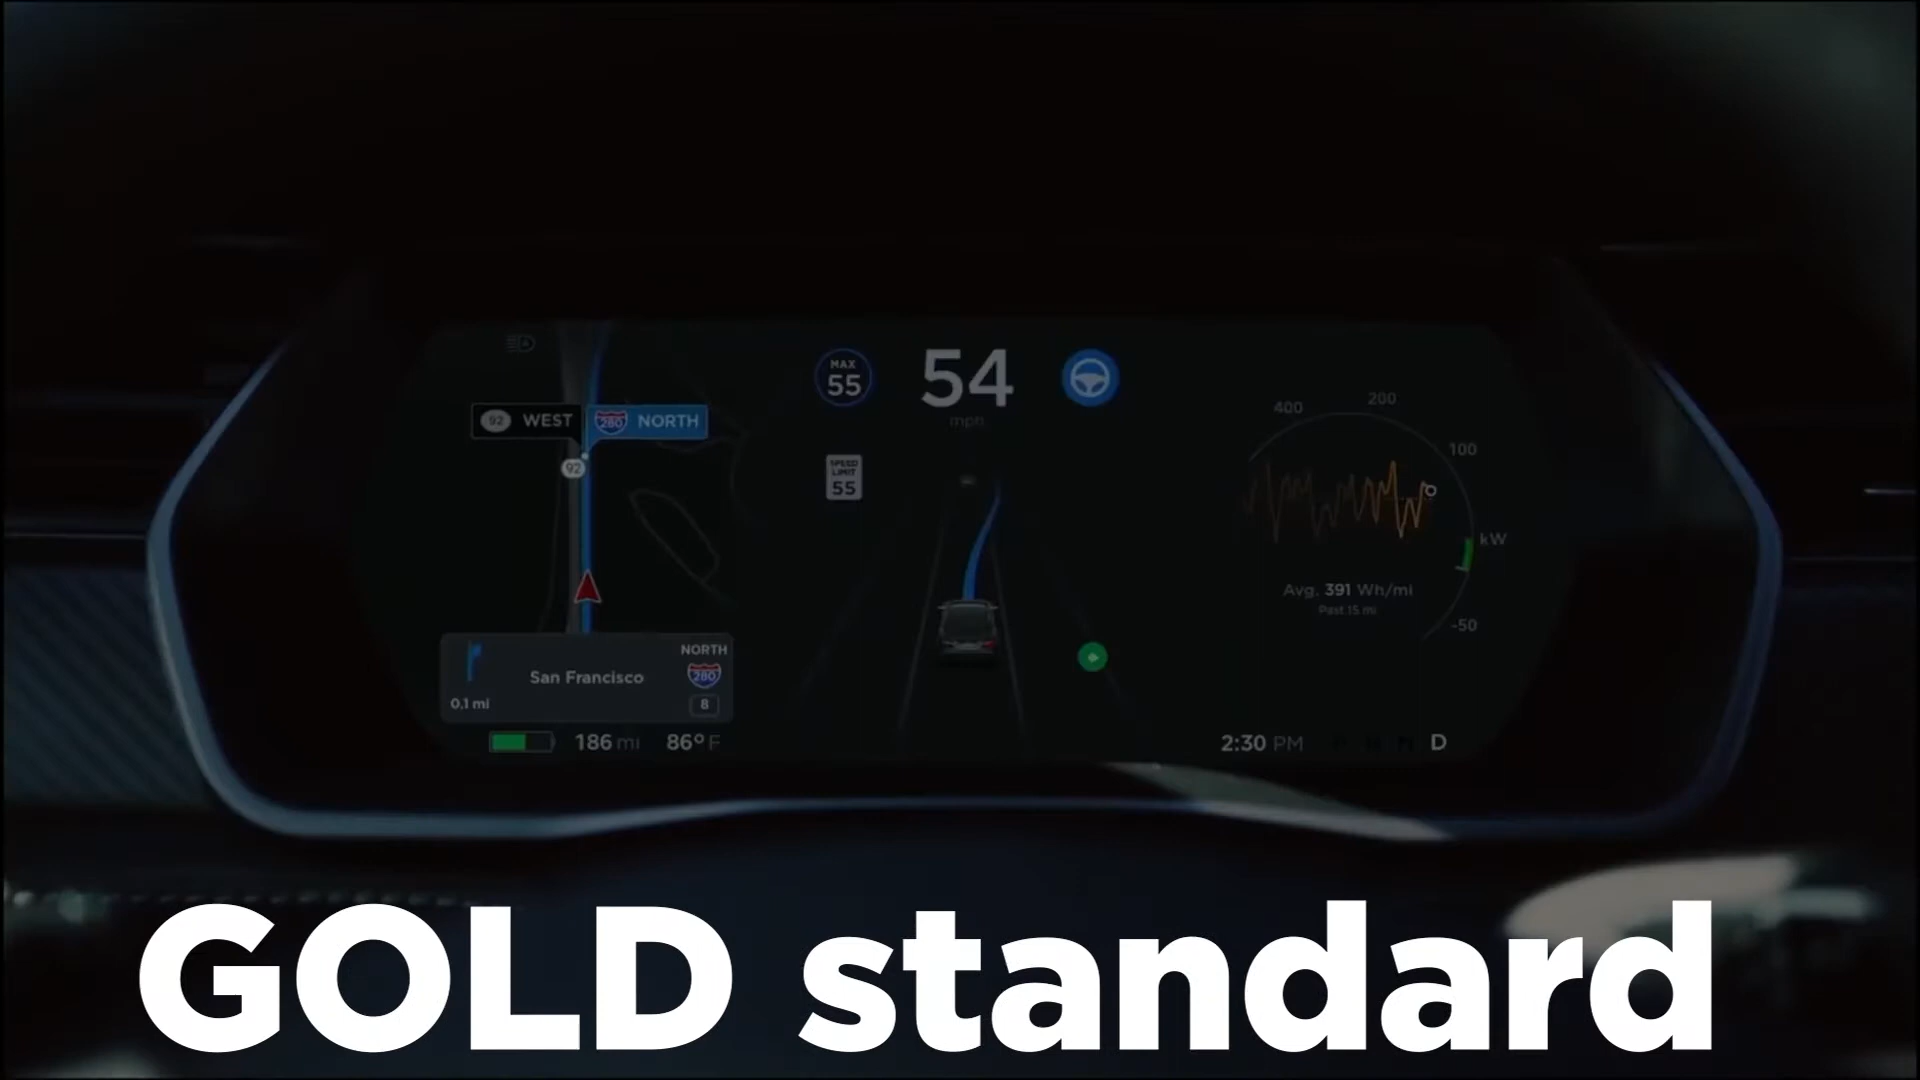 MAX
55
54
mph
92 WEST
280 NORTH
92
SPEED
LIMIT
55
400
200
100
kW
-50
Avg. 391 Wh/mi
Past 15 mi
NORTH
280
San Francisco
0.1 mi
8
186 mi
86° F
2:30 PM
D
GOLD standard